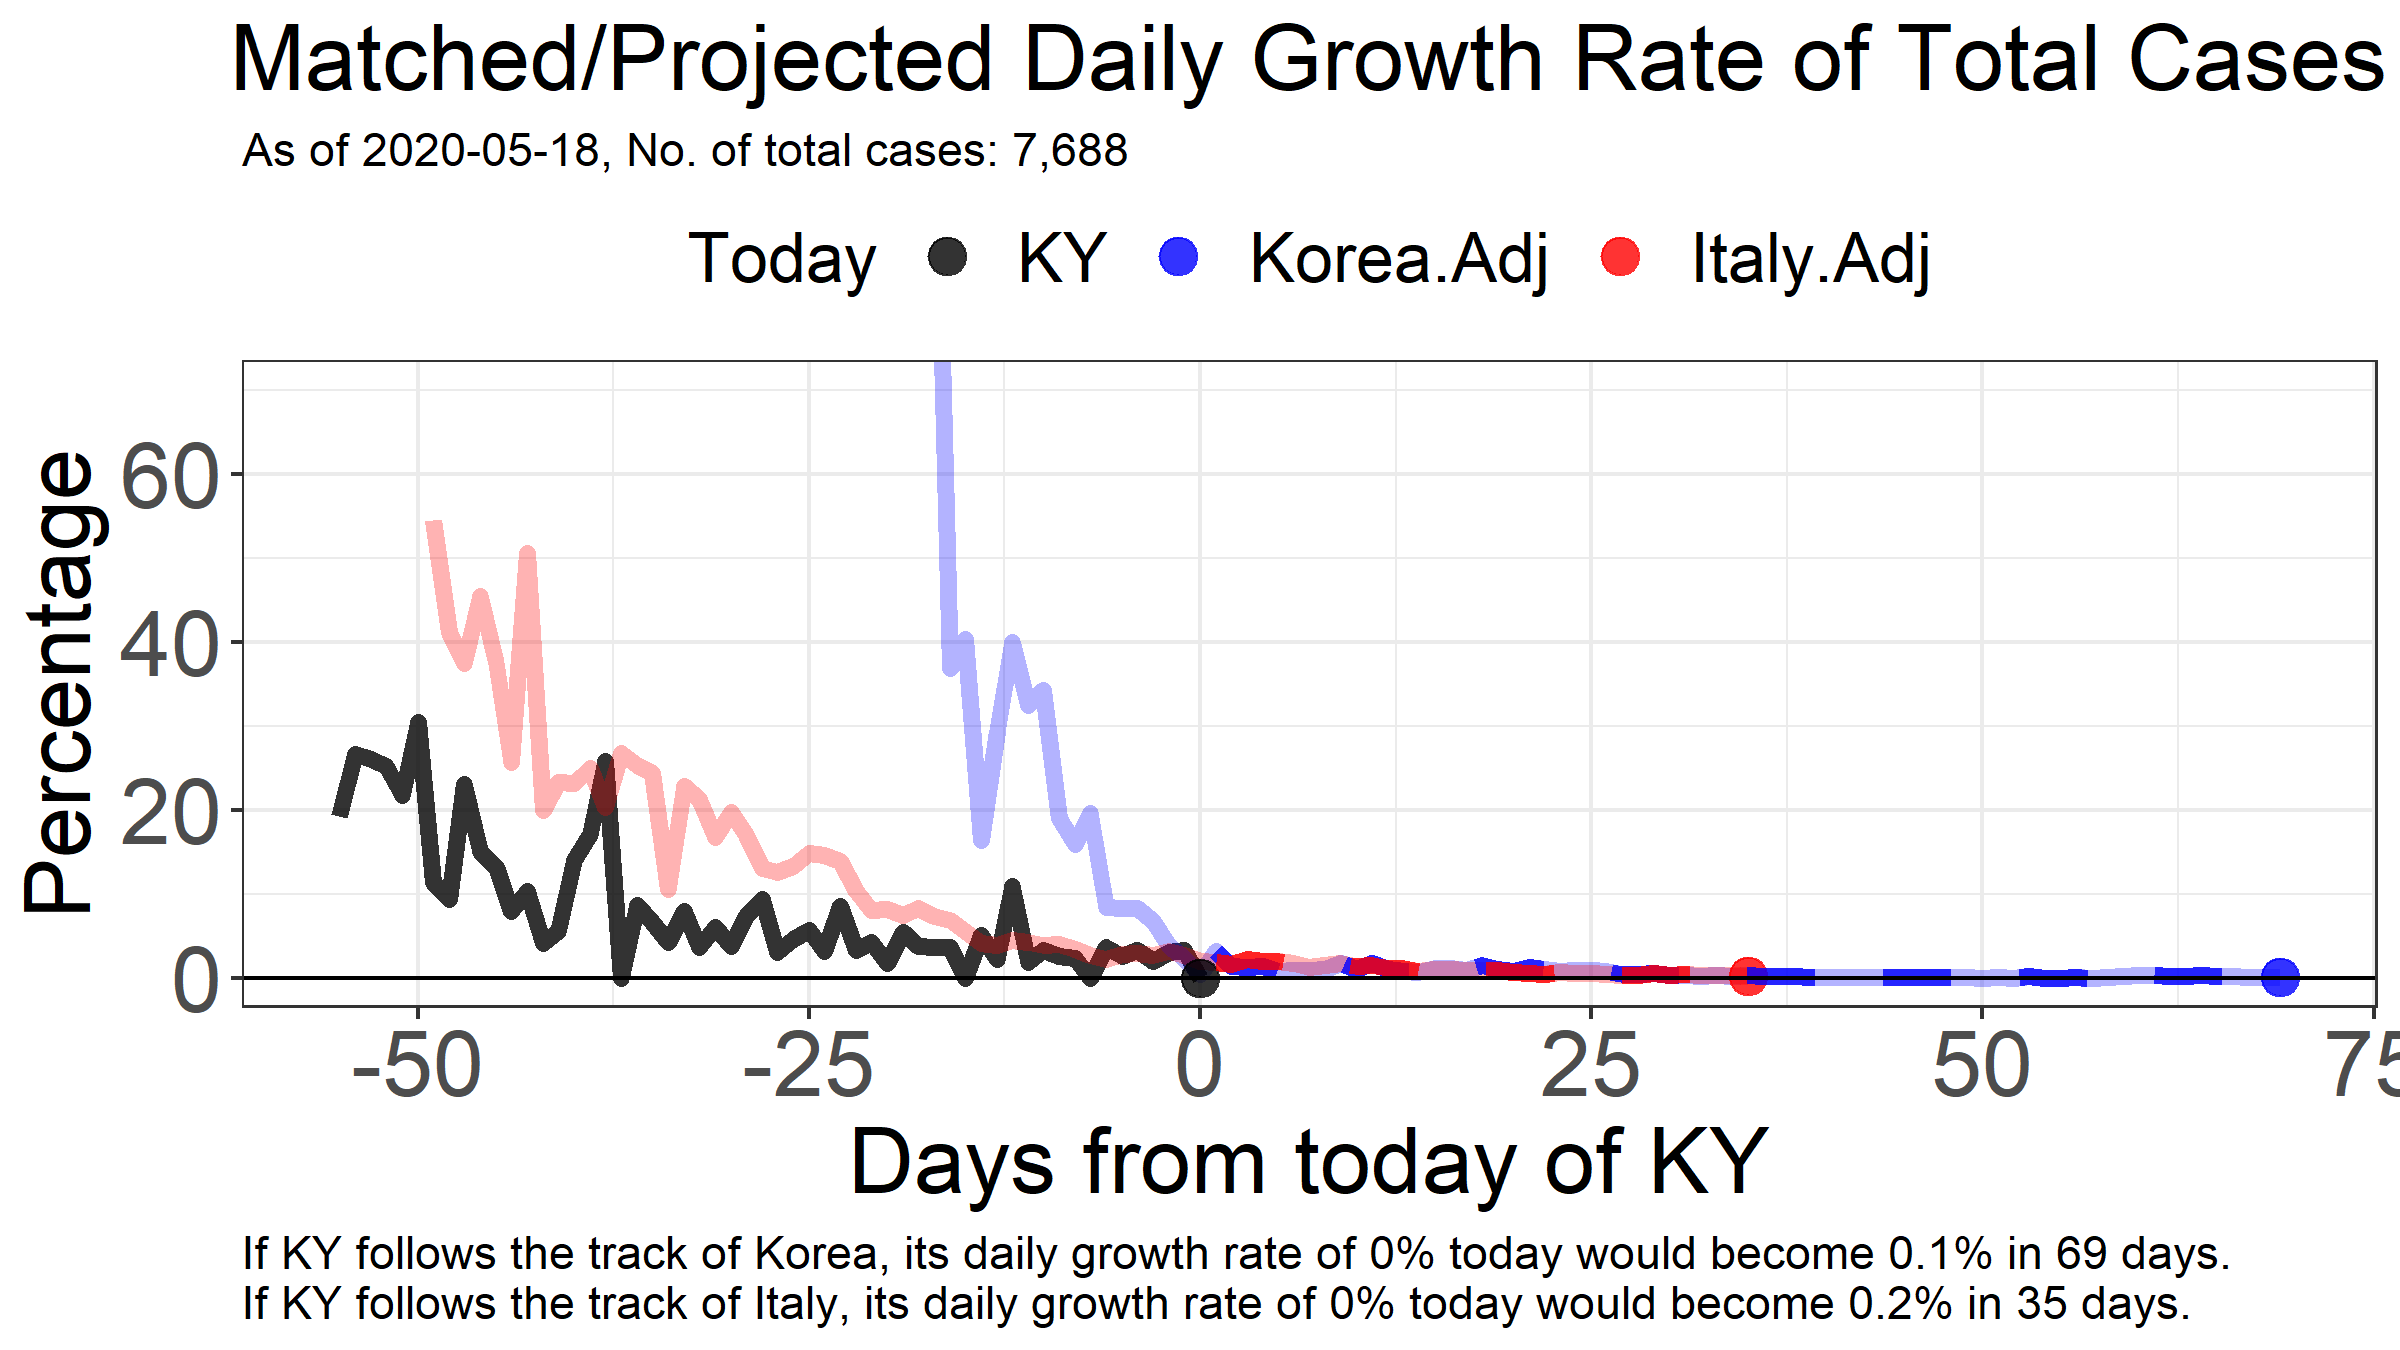 Matched/Projected Daily Growth Rate of Total Cases
As of 2020-05-18, No. of total cases: 7,688
Today KY Korea.Adj Italy.Adj
Percentage
60
40
20
0
-50 -25 0 25 50 75
Days from today of KY
If KY follows the track of Korea, its daily growth rate of 0% today would become 0.1% in 69 days.
If KY follows the track of Italy, its daily growth rate of 0% today would become 0.2% in 35 days.